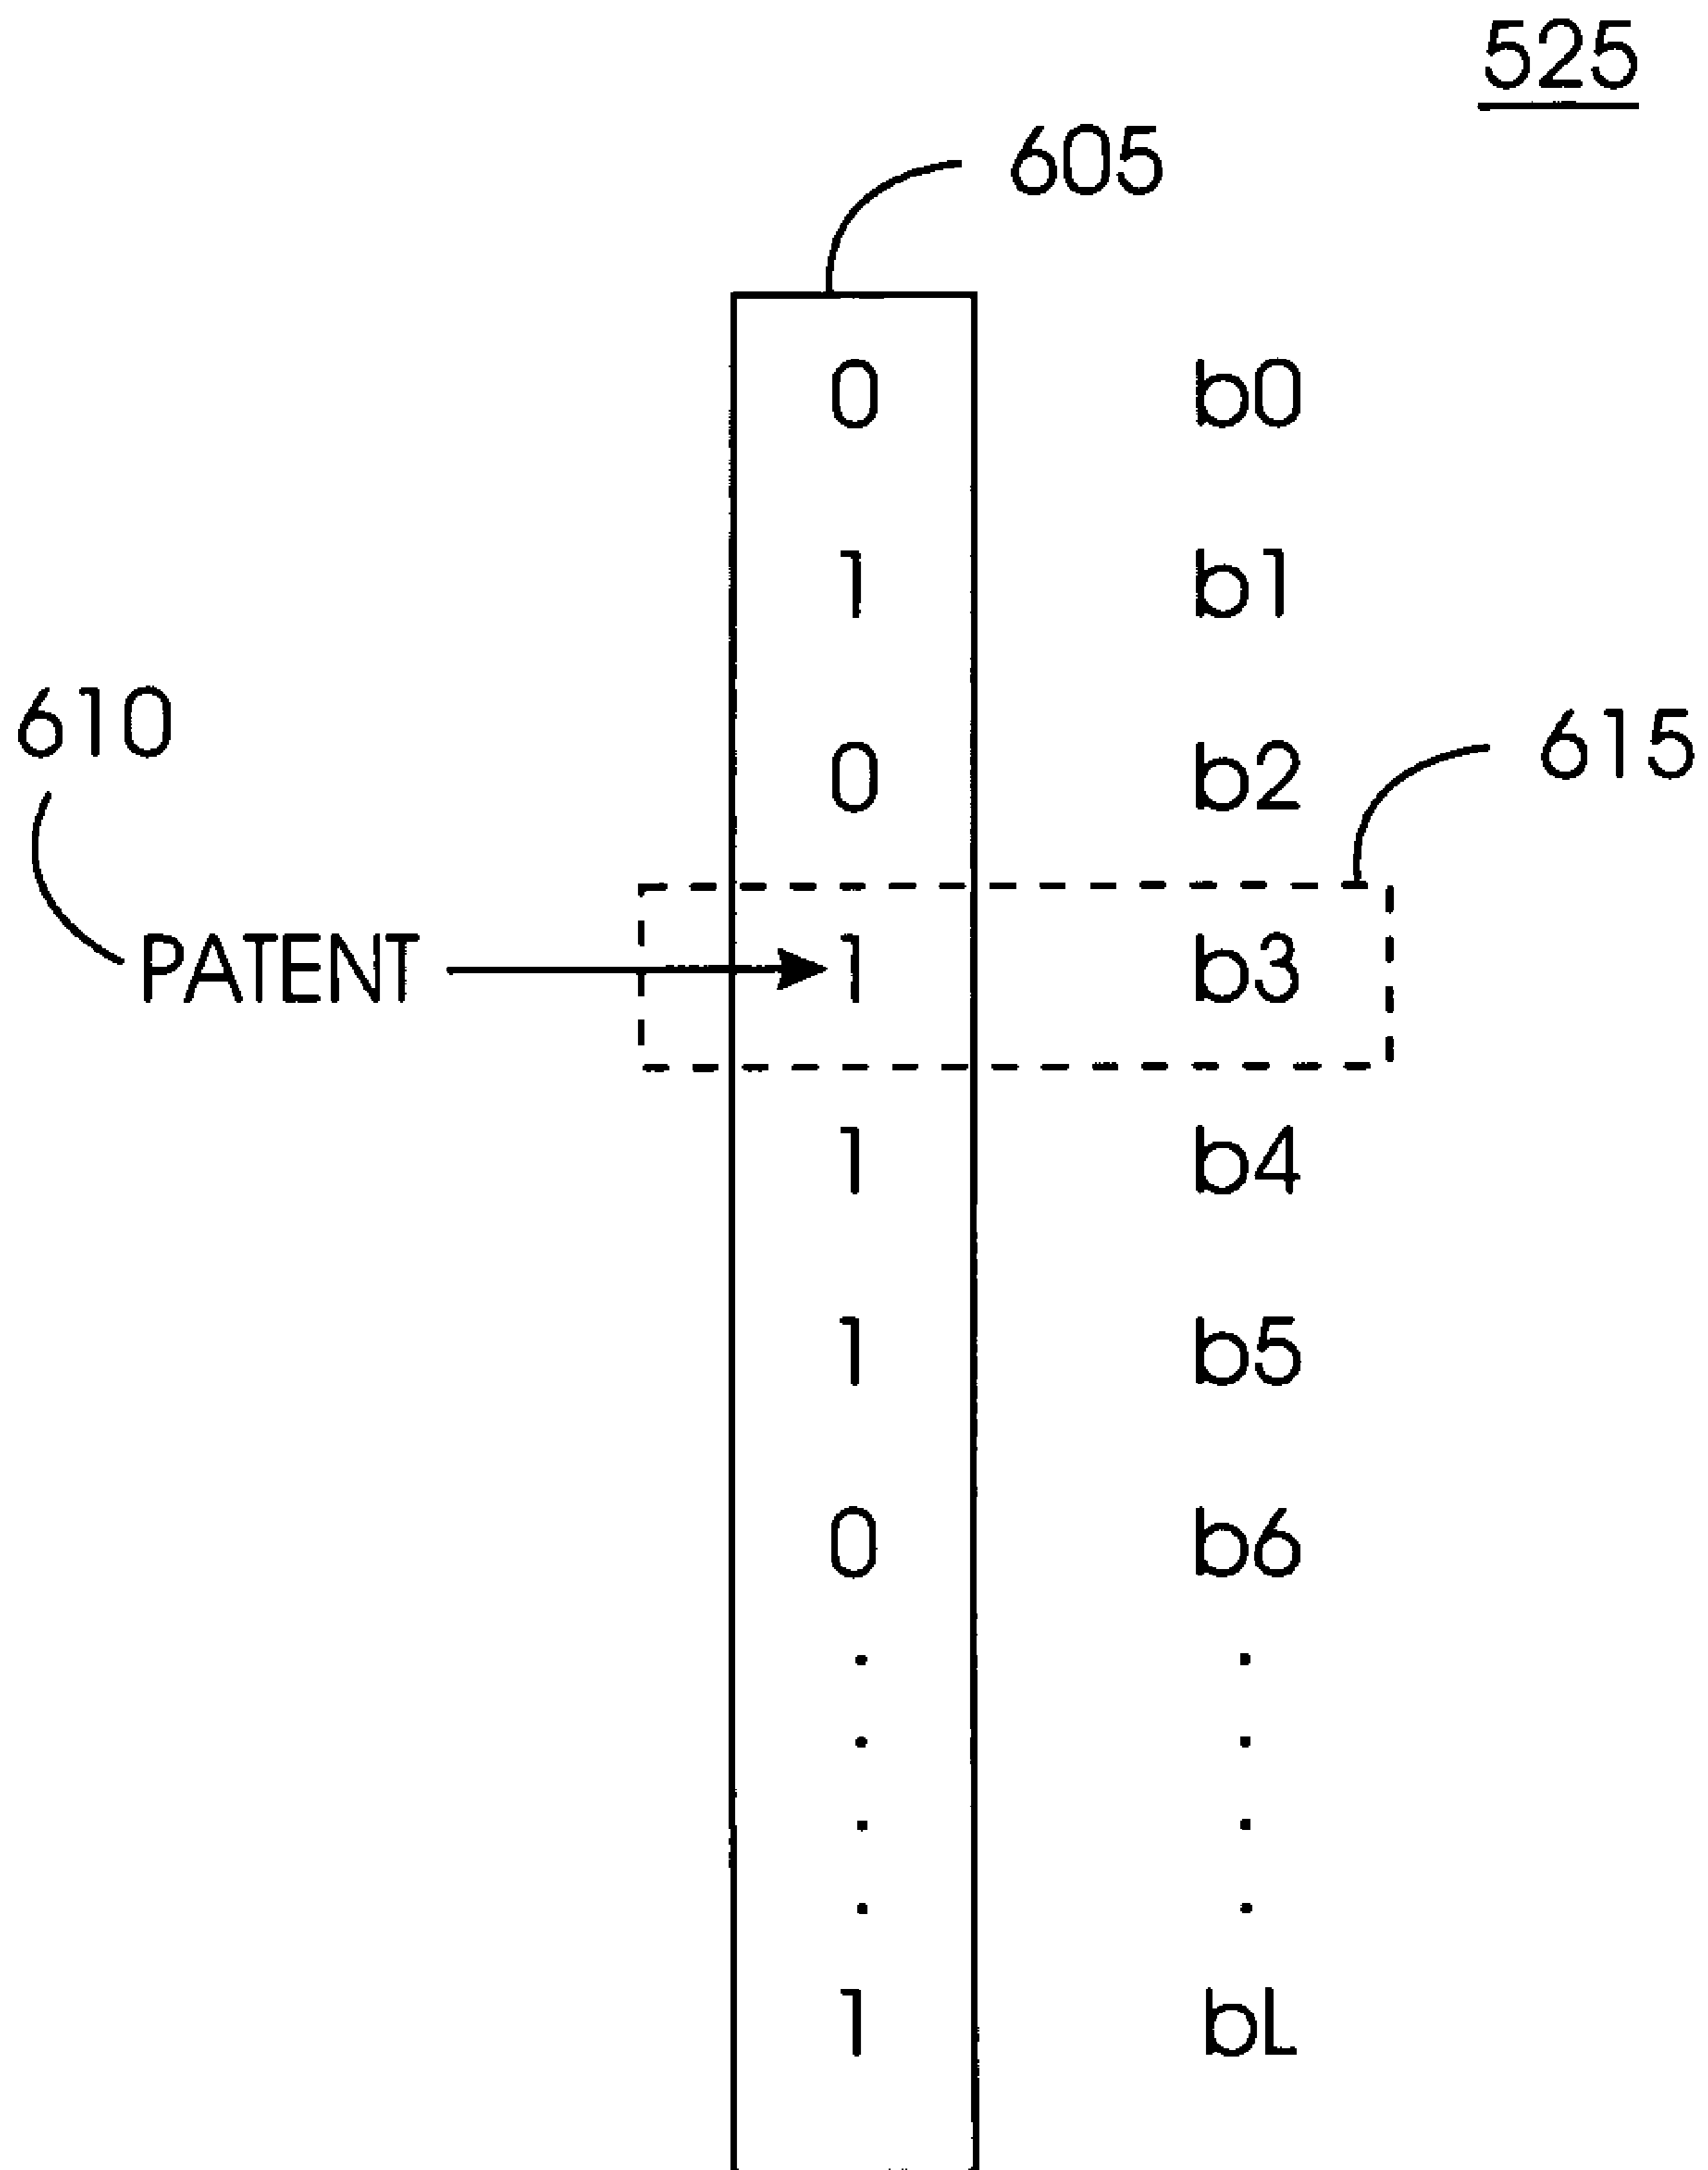 525
605
0 b0
1 b1
610
615
0 b2
PATENT 1 b3
1 b4
1 b5
0 b6
. .
. .
. .
. .
1 bL